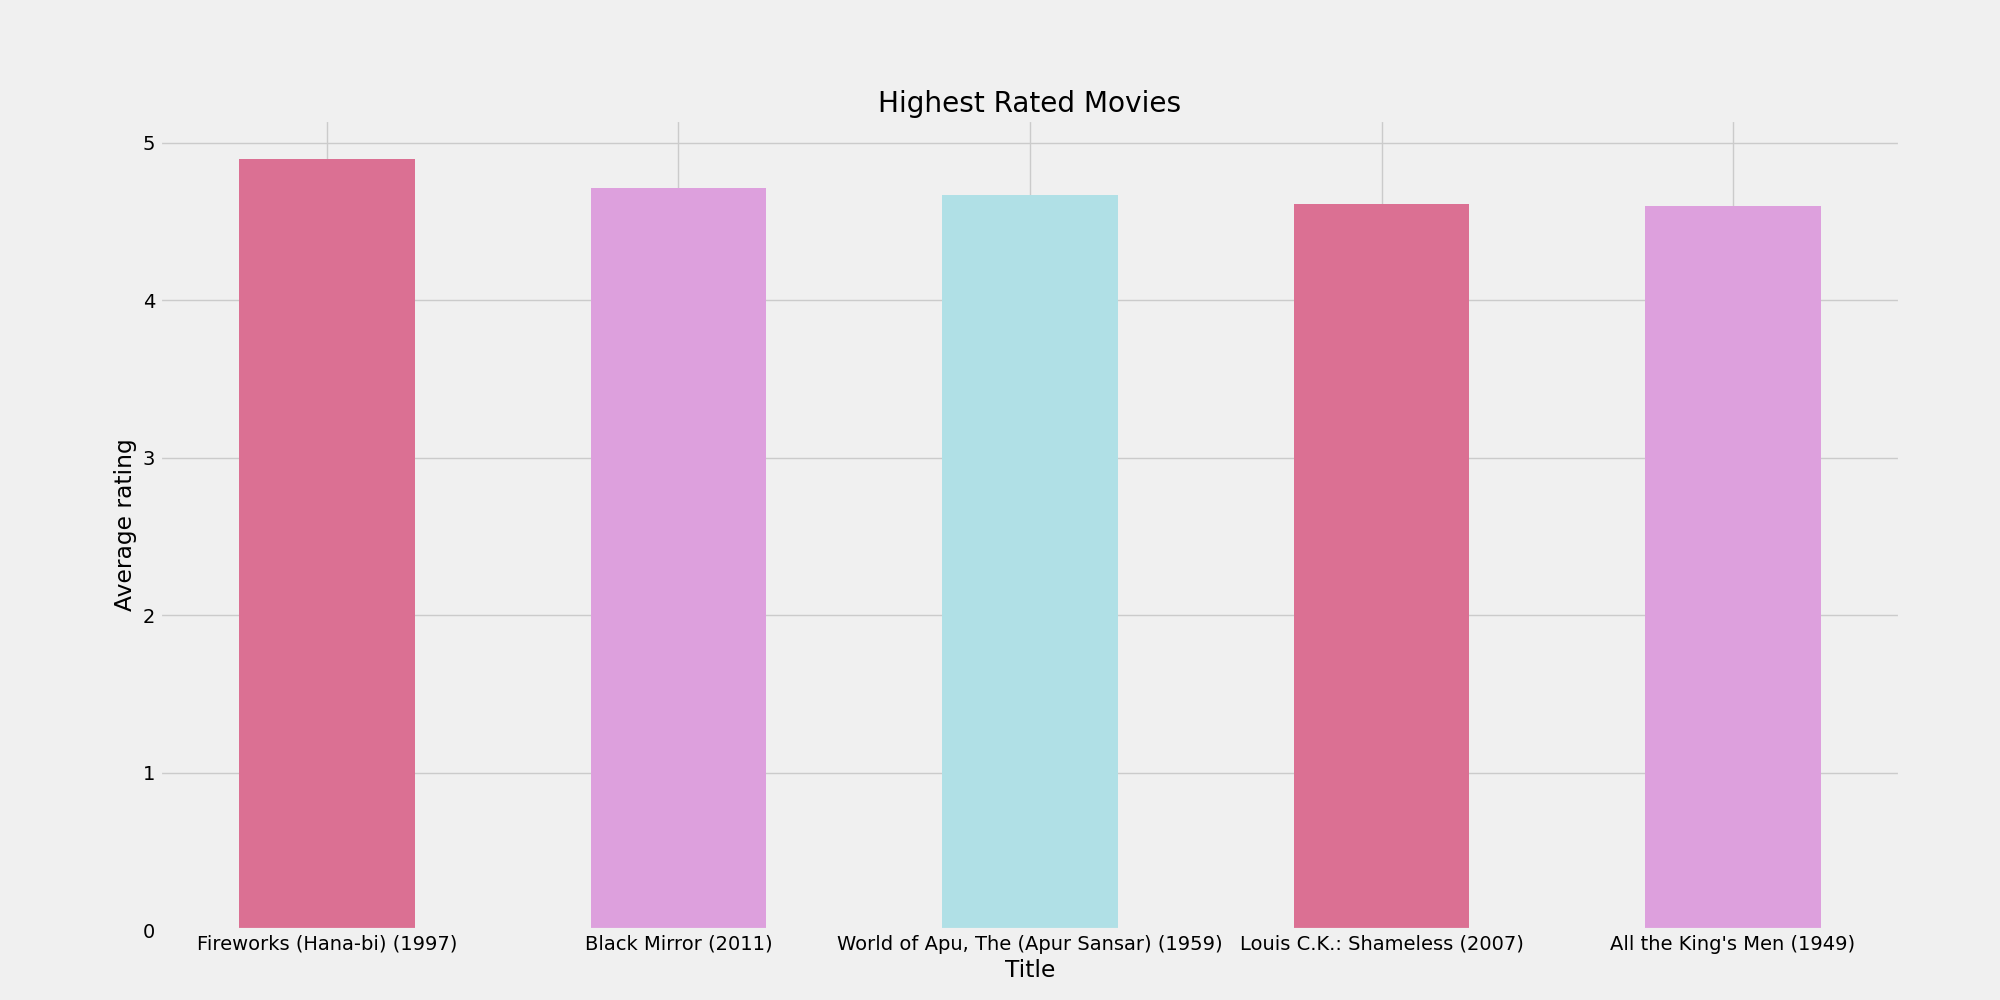 Highest Rated Movies
5
4
3
2
1
0
Average rating
Fireworks (Hana-bi) (1997)
Black Mirror (2011)
World of Apu, The (Apur Sansar) (1959)
Louis C.K.: Shameless (2007)
All the King's Men (1949)
Title